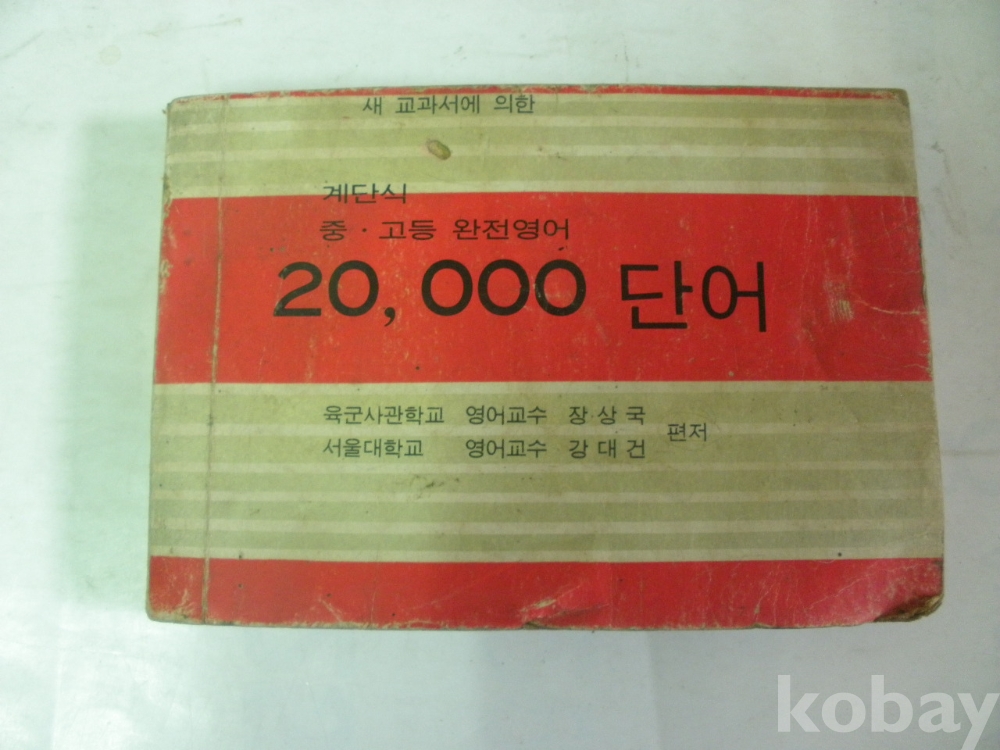 새 교과서에 의한
계단식
중·고등 완전영어
20,000 단어
육군사관학교 영어교수 장상국
서울대학교 영어교수 강대건
편저
kobay